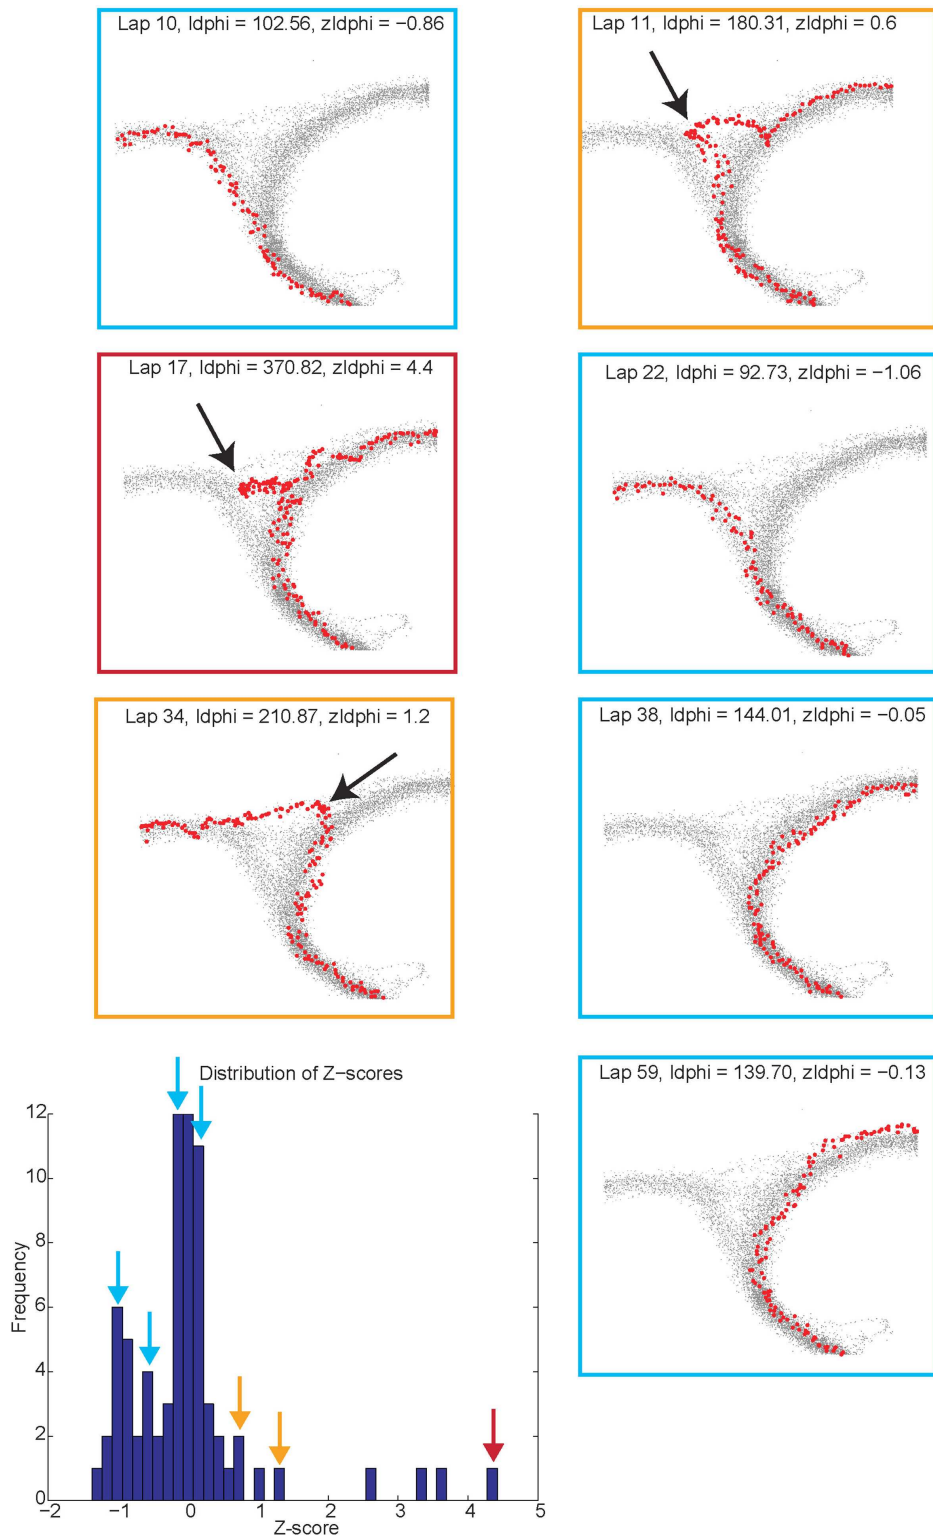 Lap 10, Idphi = 102.56, zIdphi = −0.86
Lap 11, Idphi = 180.31, zIdphi = 0.6
Lap 17, Idphi = 370.82, zIdphi = 4.4
Lap 22, Idphi = 92.73, zIdphi = −1.06
Lap 34, Idphi = 210.87, zIdphi = 1.2
Lap 38, Idphi = 144.01, zIdphi = −0.05
Lap 59, Idphi = 139.70, zIdphi = −0.13
Distribution of Z−scores
Frequency
12
10
8
6
4
2
0
−2 −1 0 1 2 3 4 5
Z−score